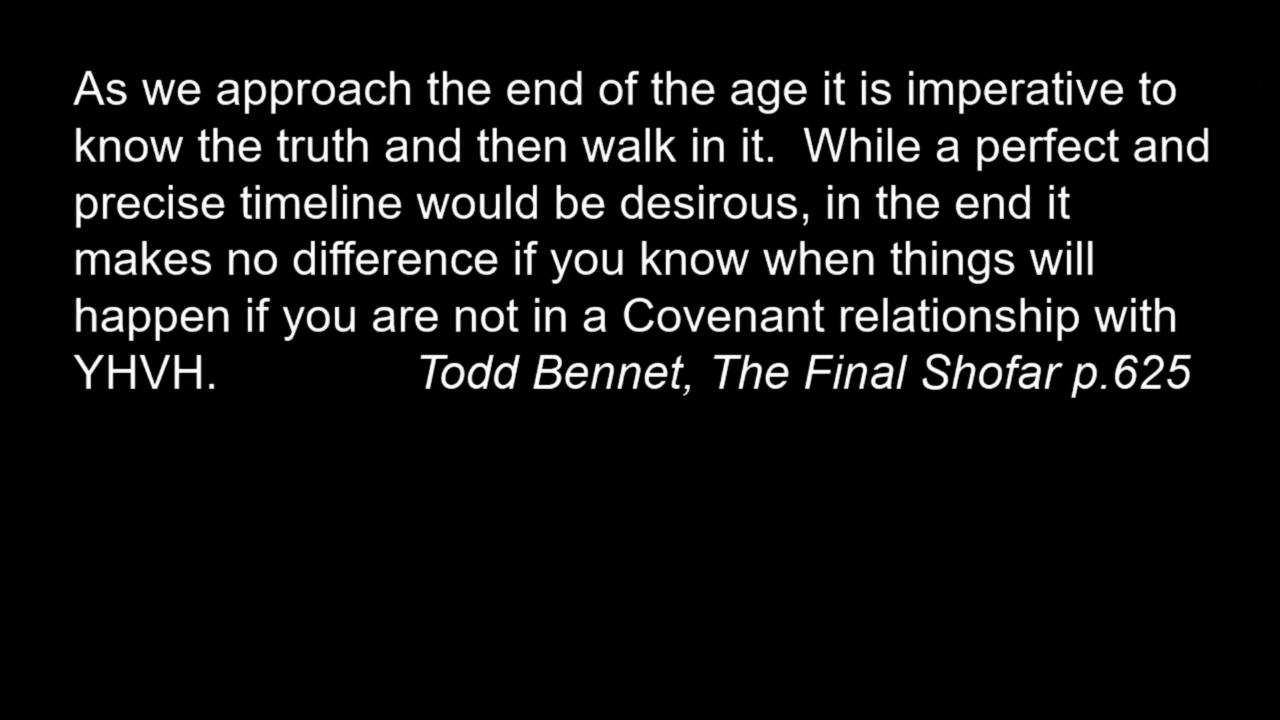 As we approach the end of the age it is imperative to
know the truth and then walk in it.  While a perfect and
precise timeline would be desirous, in the end it
makes no difference if you know when things will
happen if you are not in a Covenant relationship with
YHVH. Todd Bennet, The Final Shofar p.625